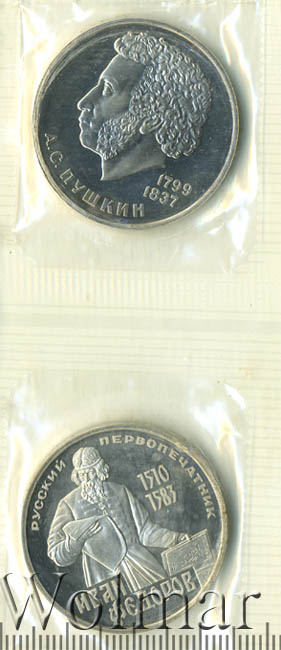 А.С.ПУШКИН
1799
1837
РУССКИЙ ПЕРВОПЕЧАТНИК
1510
1583
ИВАН
ФЕДОРОВ
Wolmar